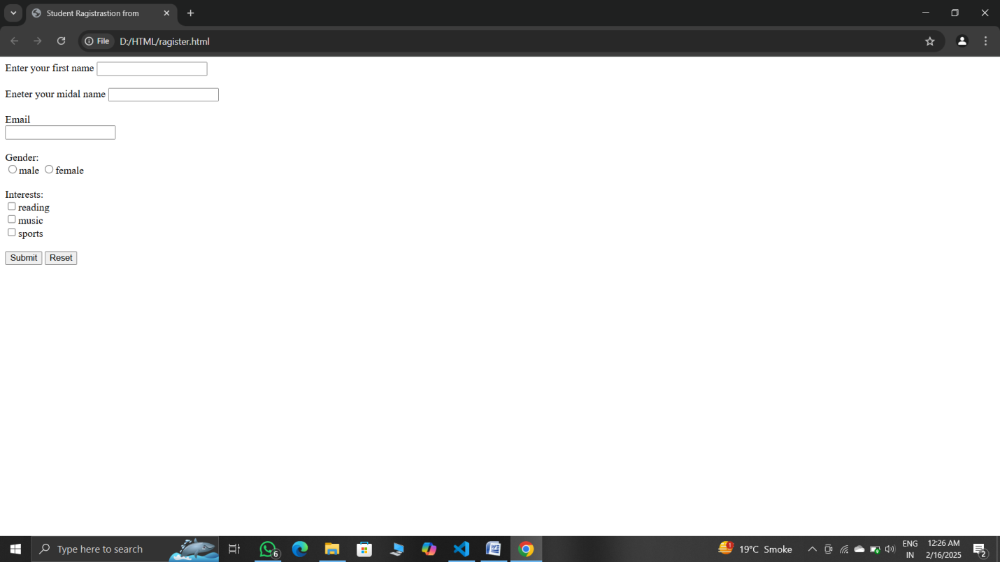 Student Ragistrastion from
File D:/HTML/ragister.html
Enter your first name
Eneter your midal name
Email
Gender:
male female
Interests:
reading
music
sports
Submit Reset
Type here to search
6
1
19°C Smoke
ENG
IN
12:26 AM
2/16/2025
2